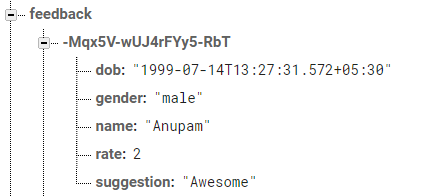 feedback
-Mqx5V-wUJ4rFYy5-RbT
dob: "1999-07-14T13:27:31.572+05:30"
gender: "male"
name: "Anupam"
rate: 2
suggestion: "Awesome"